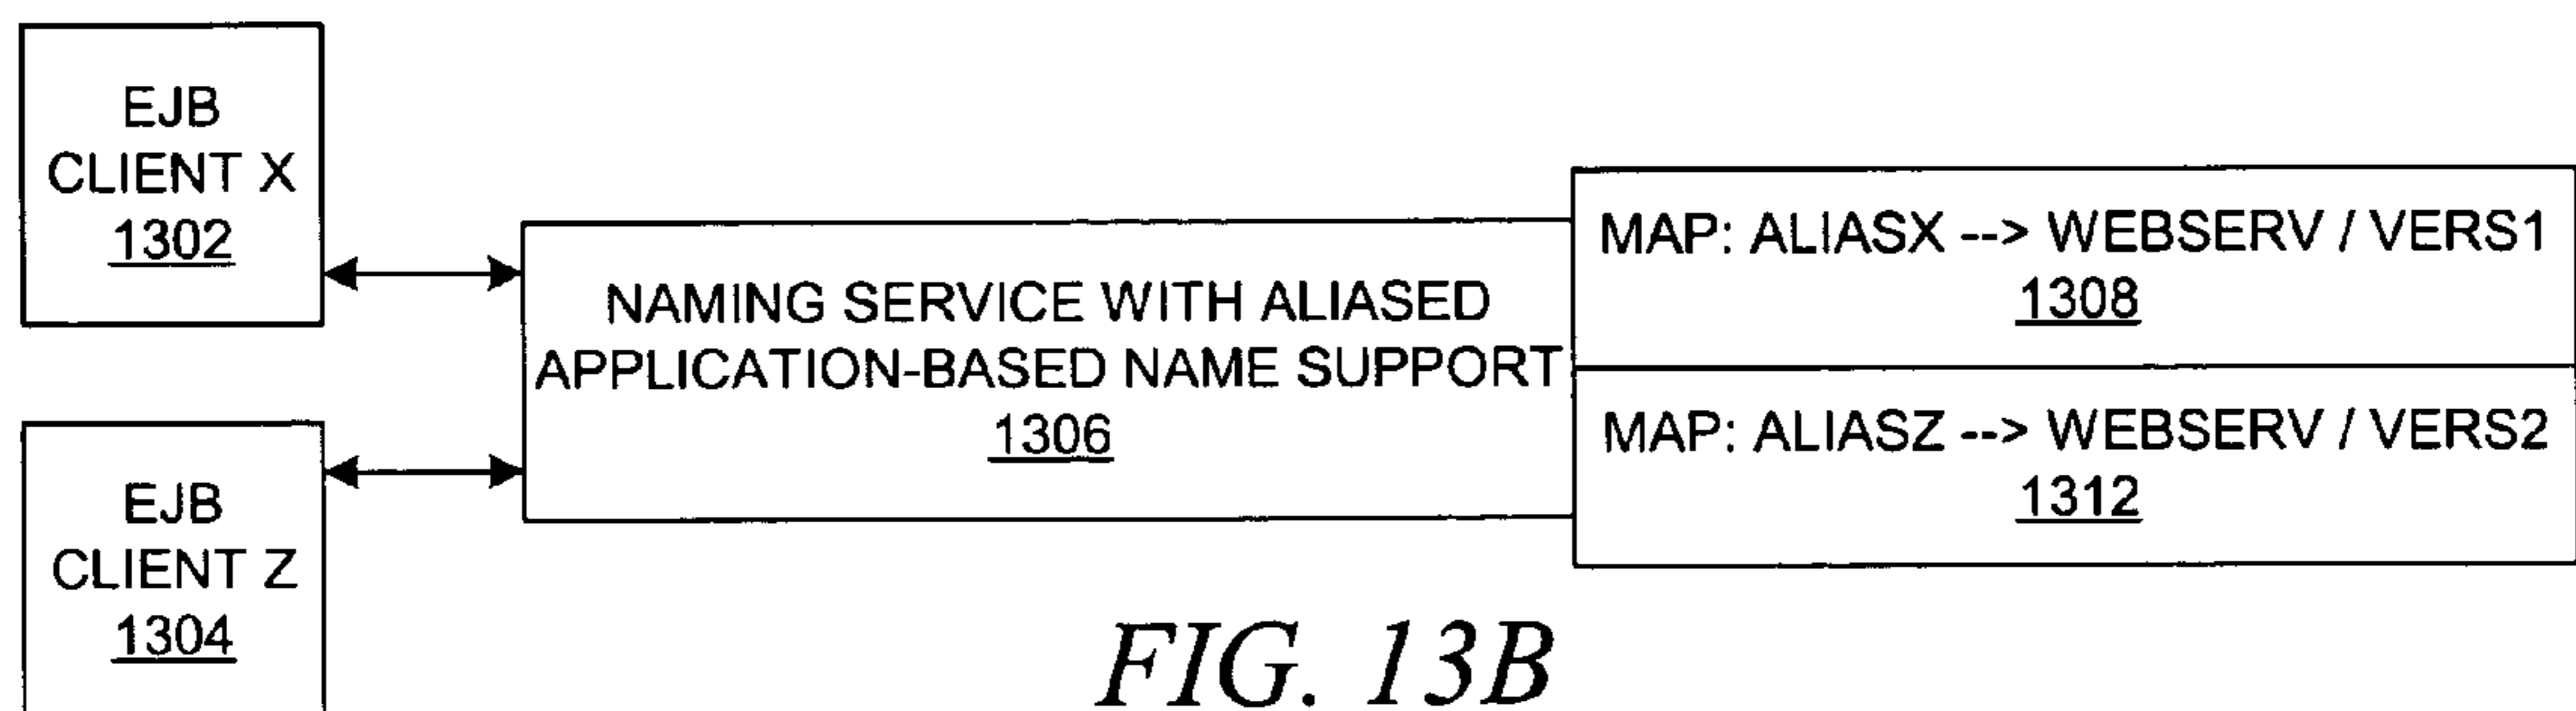 EJB
CLIENT X
1302
EJB
CLIENT Z
1304
NAMING SERVICE WITH ALIASED
APPLICATION-BASED NAME SUPPORT
1306
MAP: ALIASX --> WEBSERV / VERS1
1308
MAP: ALIASZ --> WEBSERV / VERS2
1312
FIG. 13B